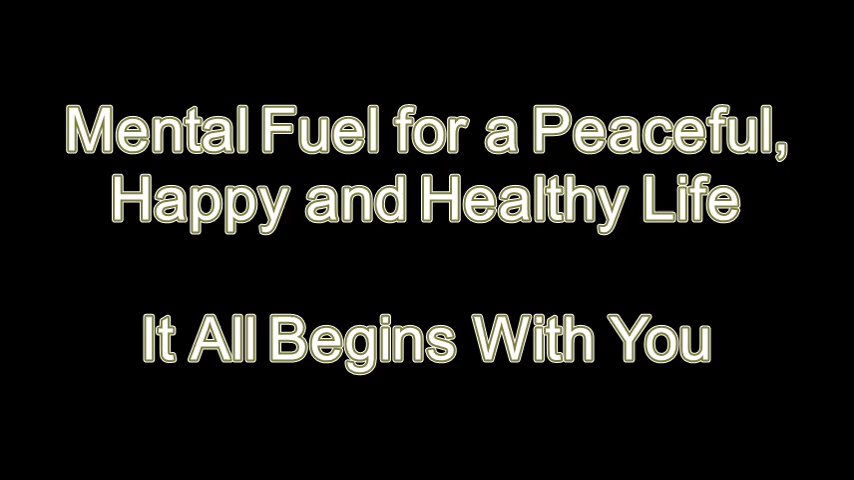 Mental Fuel for a Peaceful,
Happy and Healthy Life
It All Begins With You